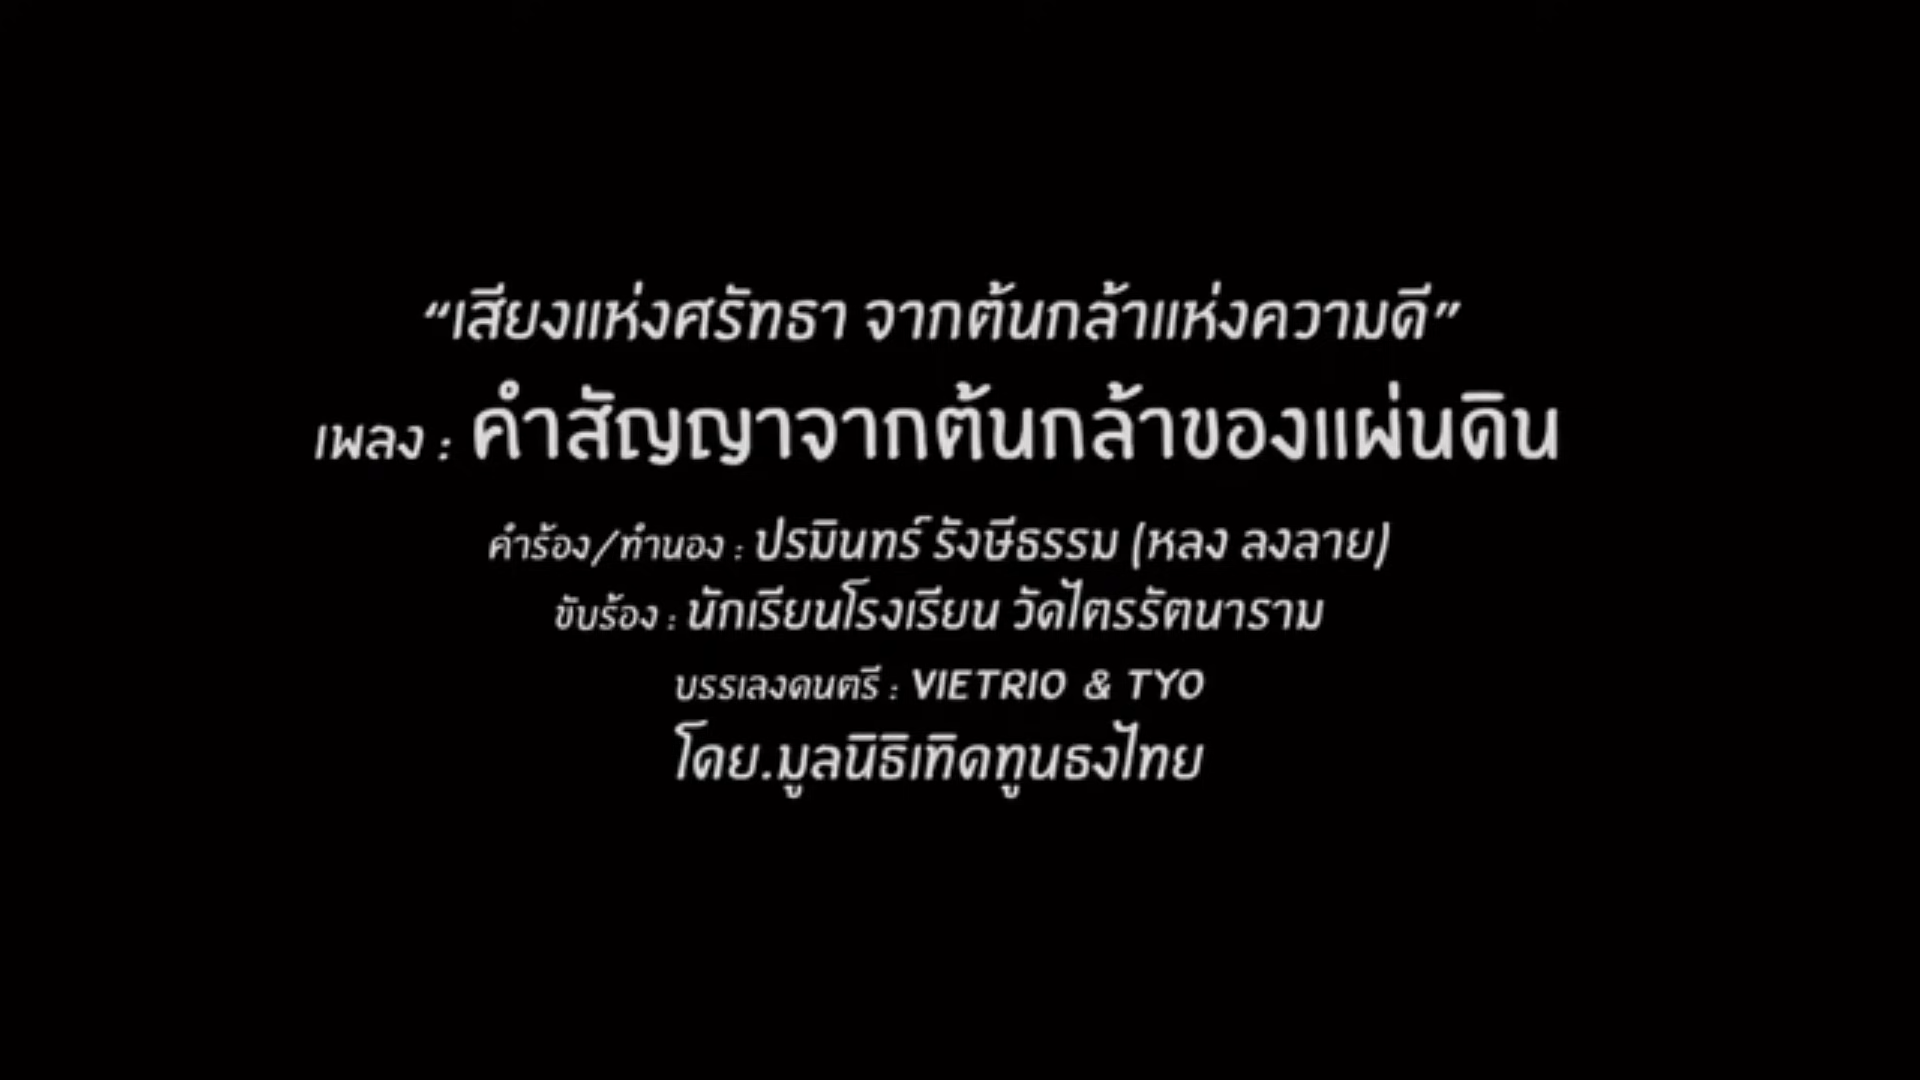 “เสียงแห่งศรัทธา จากต้นกล้าแห่งความดี”
เพลง : คำสัญญาจากต้นกล้าของแผ่นดิน
คำร้อง/ทำนอง : ปรมินทร์ รังษีธรรม (หลง ลงลาย)
ขับร้อง : นักเรียนโรงเรียน วัดไตรรัตนาราม
บรรเลงดนตรี : VIETRIO & TYO
โดย.มูลนิธิเทิดทูนธงไทย